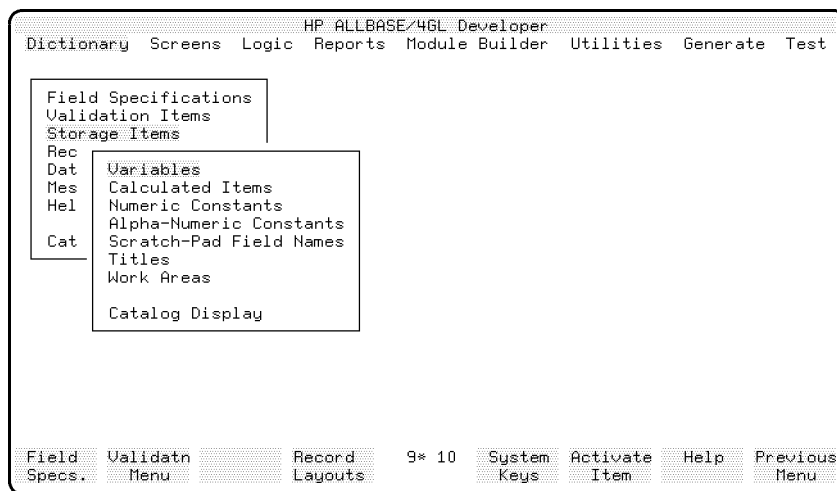 HP ALLBASE/4GL Developer
Dictionary Screens Logic Reports Module Builder Utilities Generate Test
Field Specifications
Validation Items
Storage Items
Rec
Dat Variables
Mes Calculated Items
Hel Numeric Constants
Alpha-Numeric Constants
Cat Scratch-Pad Field Names
Titles
Work Areas
Catalog Display
Field Validatn Record 9* 10 System Activate Help Previous
Specs. Menu Layouts Keys Item Menu